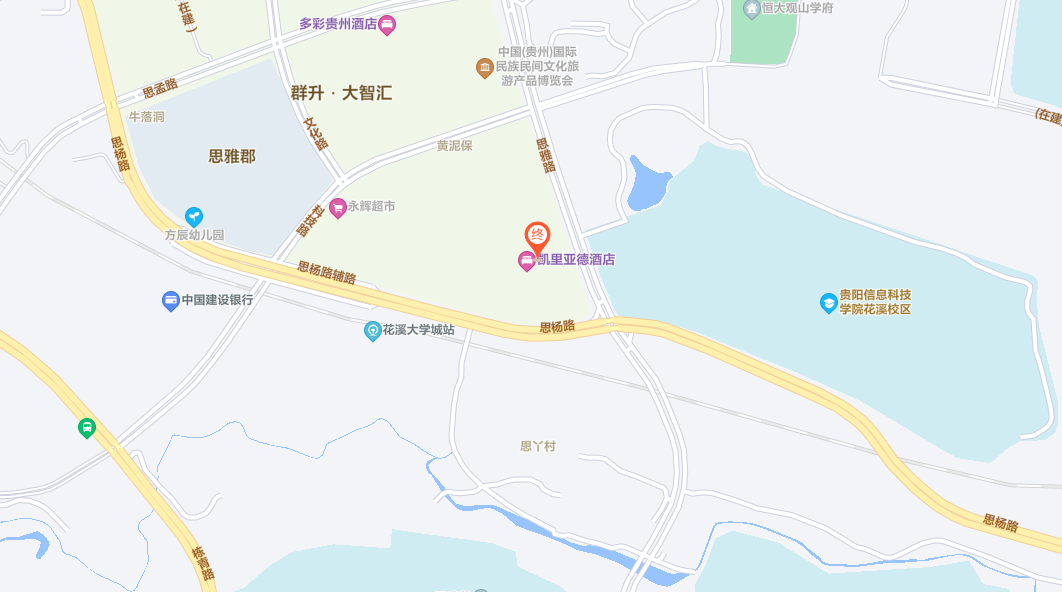 在建）
多彩贵州酒店
恒大观山学府
中国(贵州)国际
民族民间文化旅
游产品博览会
思孟路
群升·大智汇
牛落洞
(在建
思杨路
文化路
思雅路
黄泥保
思雅郡
永辉超市
科技路
方辰幼儿园
终
凯里亚德酒店
思杨路辅路
中国建设银行
贵阳信息科技
学院花溪校区
花溪大学城站
思杨路
思丫村
思杨路
栋青路